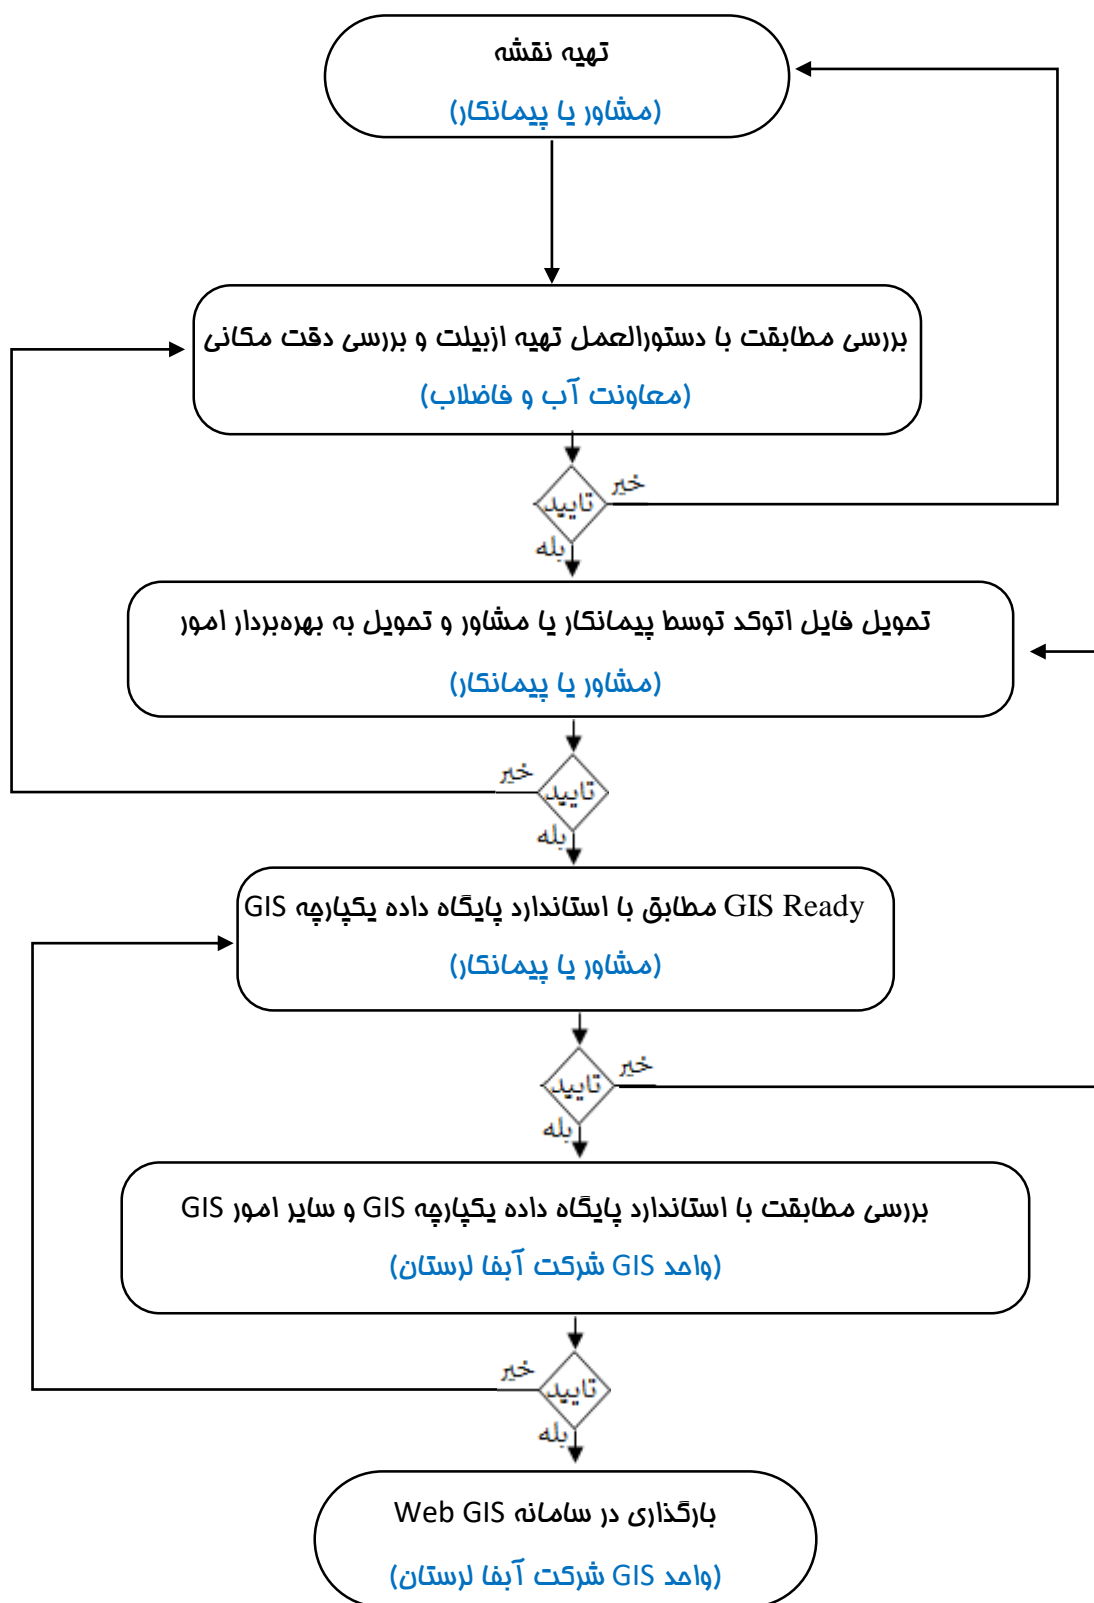 تهیه نقشه
(مشاور یا پیمانکار)
بررسی مطابقت با دستورالعمل تهیه ازبیلت و بررسی دقت مکانی
(معاونت آب و فاضلاب)
تایید
خیر
بله
تحویل فایل اتوکد توسط پیمانکار یا مشاور و تحویل به بهره‌بردار امور
(مشاور یا پیمانکار)
خیر
تایید
بله
GIS Ready مطابق با استاندارد پایگاه داده یکپارچه GIS
(مشاور یا پیمانکار)
خیر
تایید
بله
بررسی مطابقت با استاندارد پایگاه داده یکپارچه GIS و سایر امور GIS
(واحد GIS شرکت آبفا لرستان)
خیر
تایید
بله
بارگذاری در سامانه Web GIS
(واحد GIS شرکت آبفا لرستان)